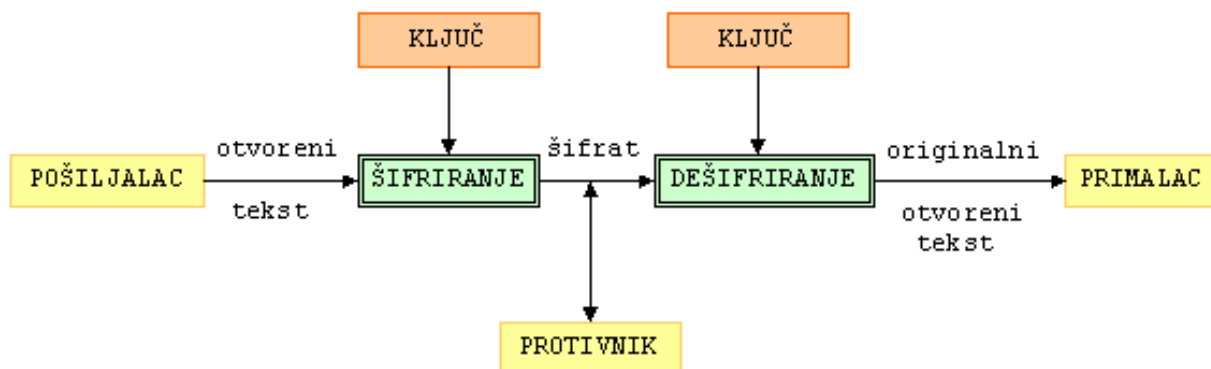 KLJUČ
KLJUČ
otvoreni
šifrat
originalni
POŠILJALAC
ŠIFRIRANJE
DEŠIFRIRANJE
PRIMALAC
tekst
otvoreni
tekst
PROTIVNIK